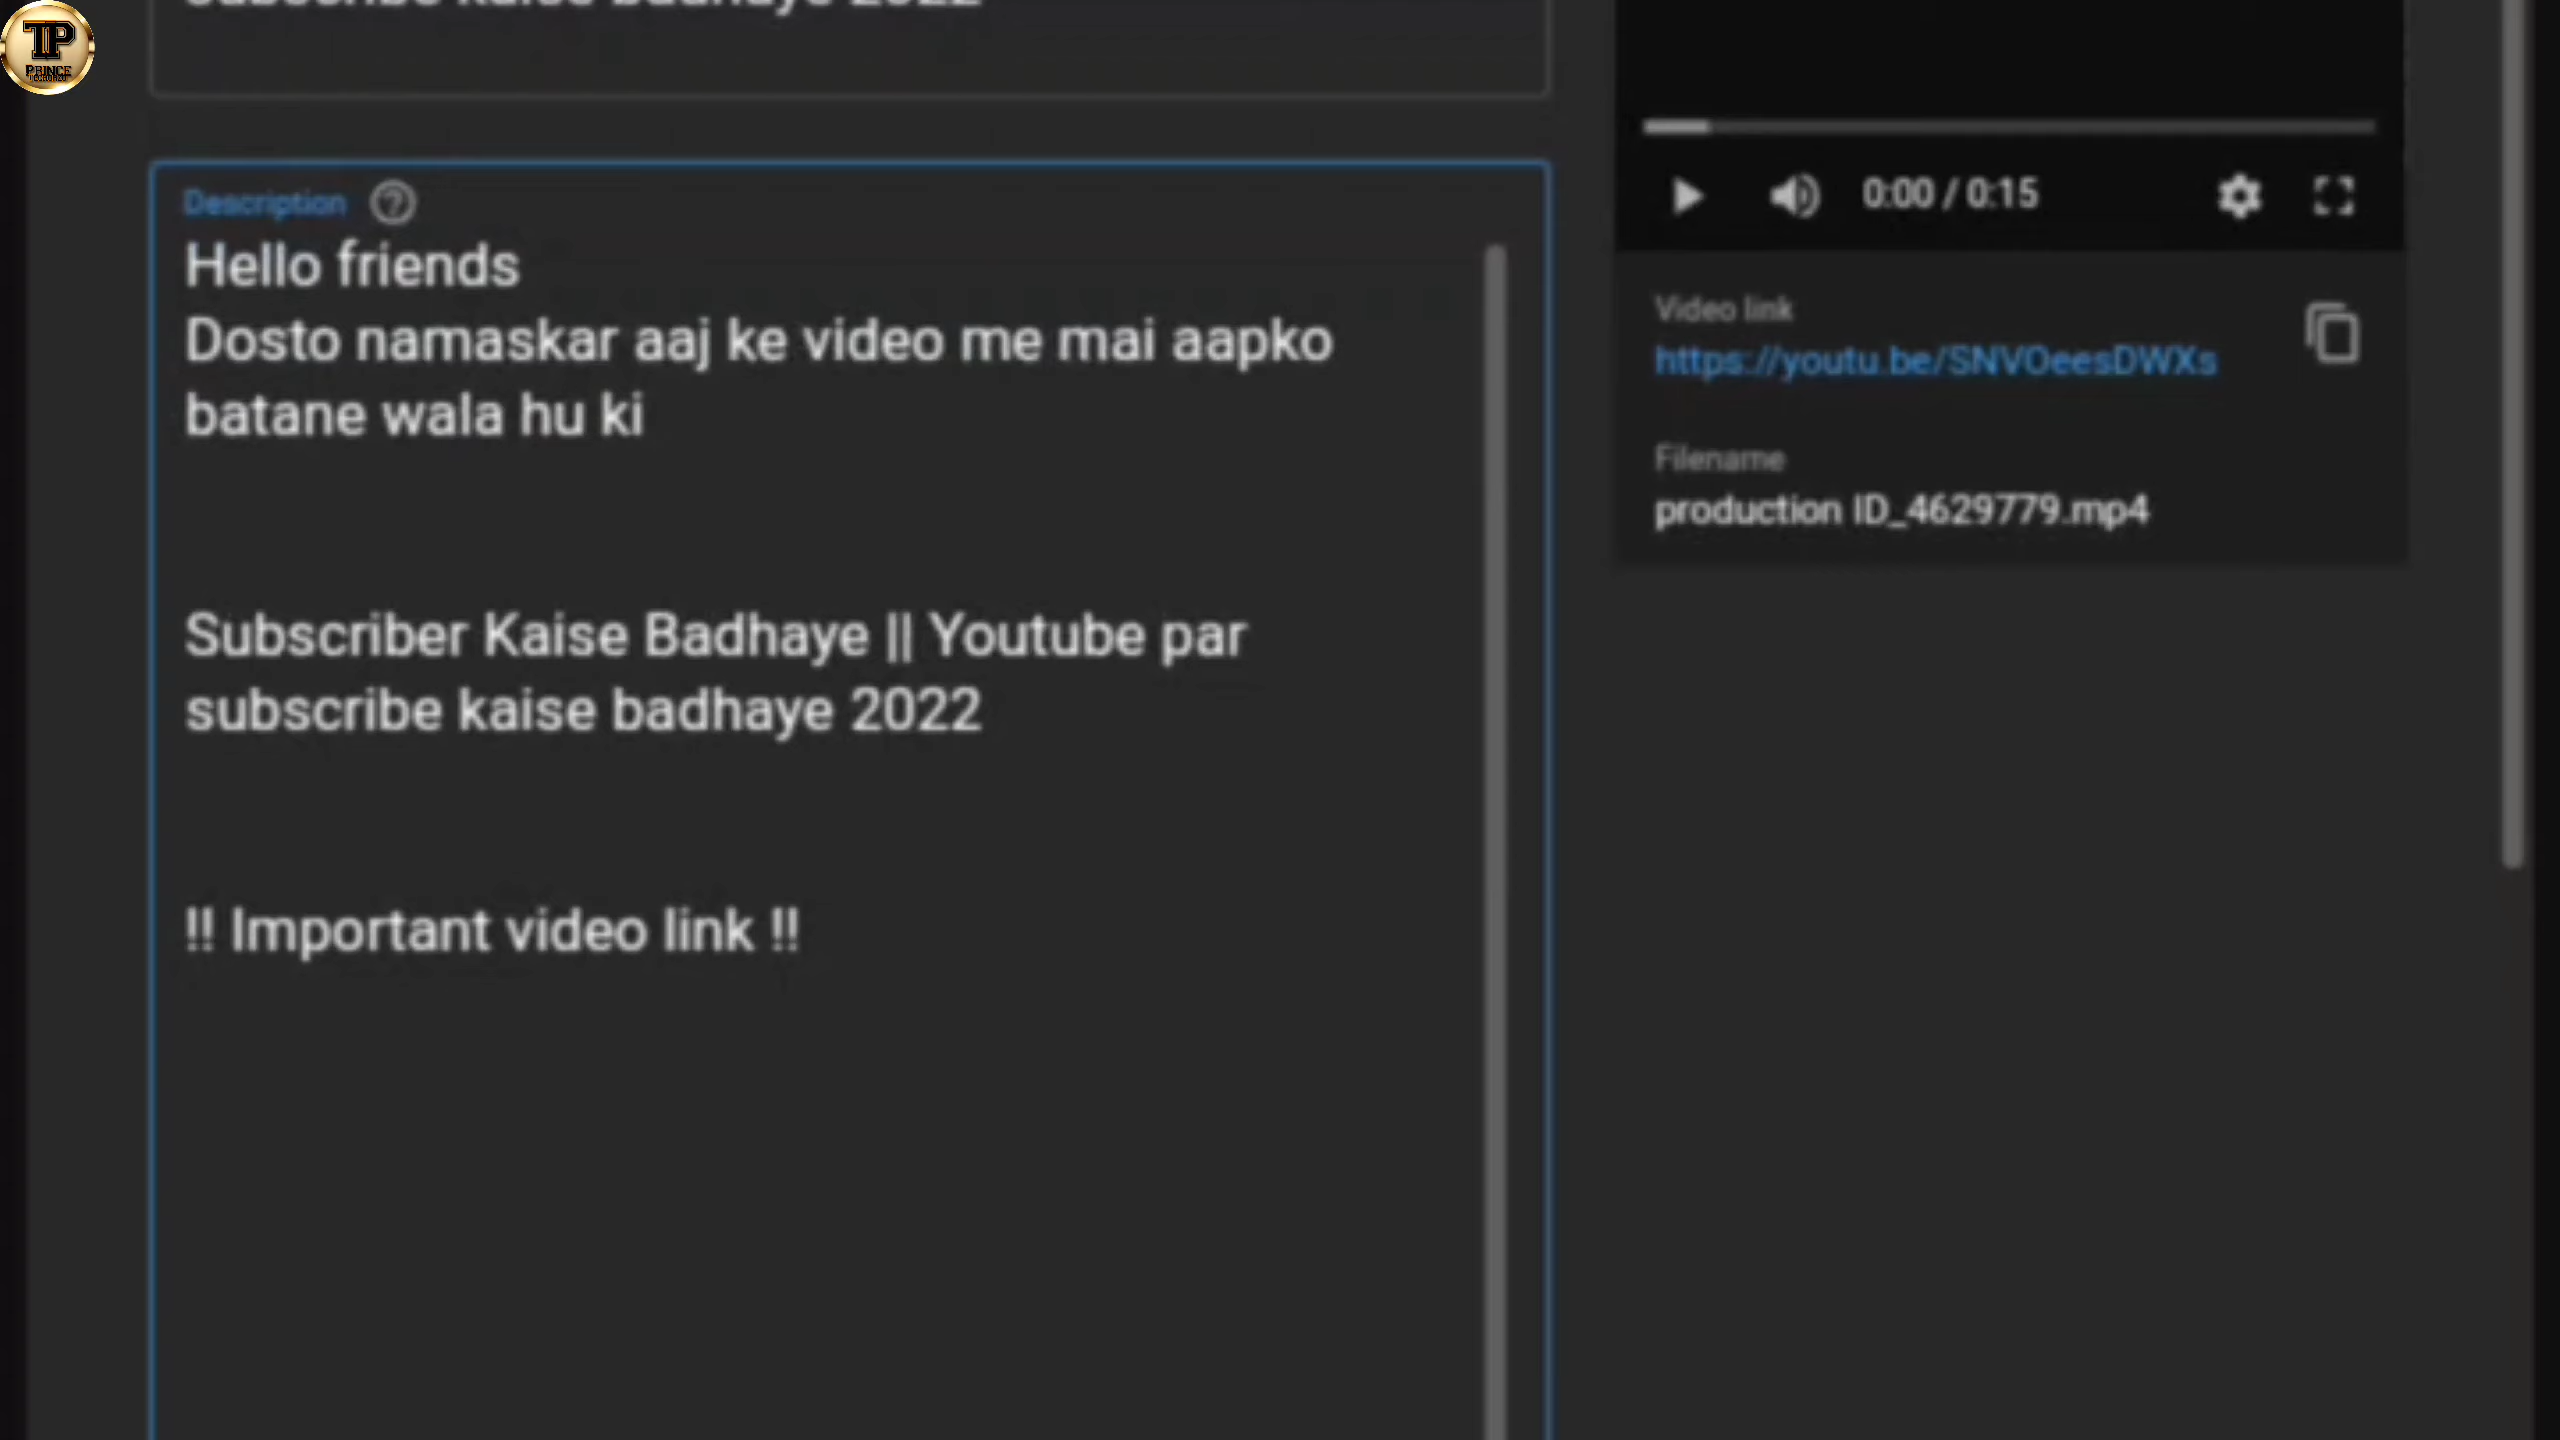 TP
PRINCE
subscribe kaise badhaye 2022
Description
Hello friends
Dosto namaskar aaj ke video me mai aapko
batane wala hu ki
Subscriber Kaise Badhaye || Youtube par
subscribe kaise badhaye 2022
!! Important video link !!
0:00 / 0:15
Video link
https://youtu.be/SNVOeesDWXs
Filename
production ID_4629779.mp4